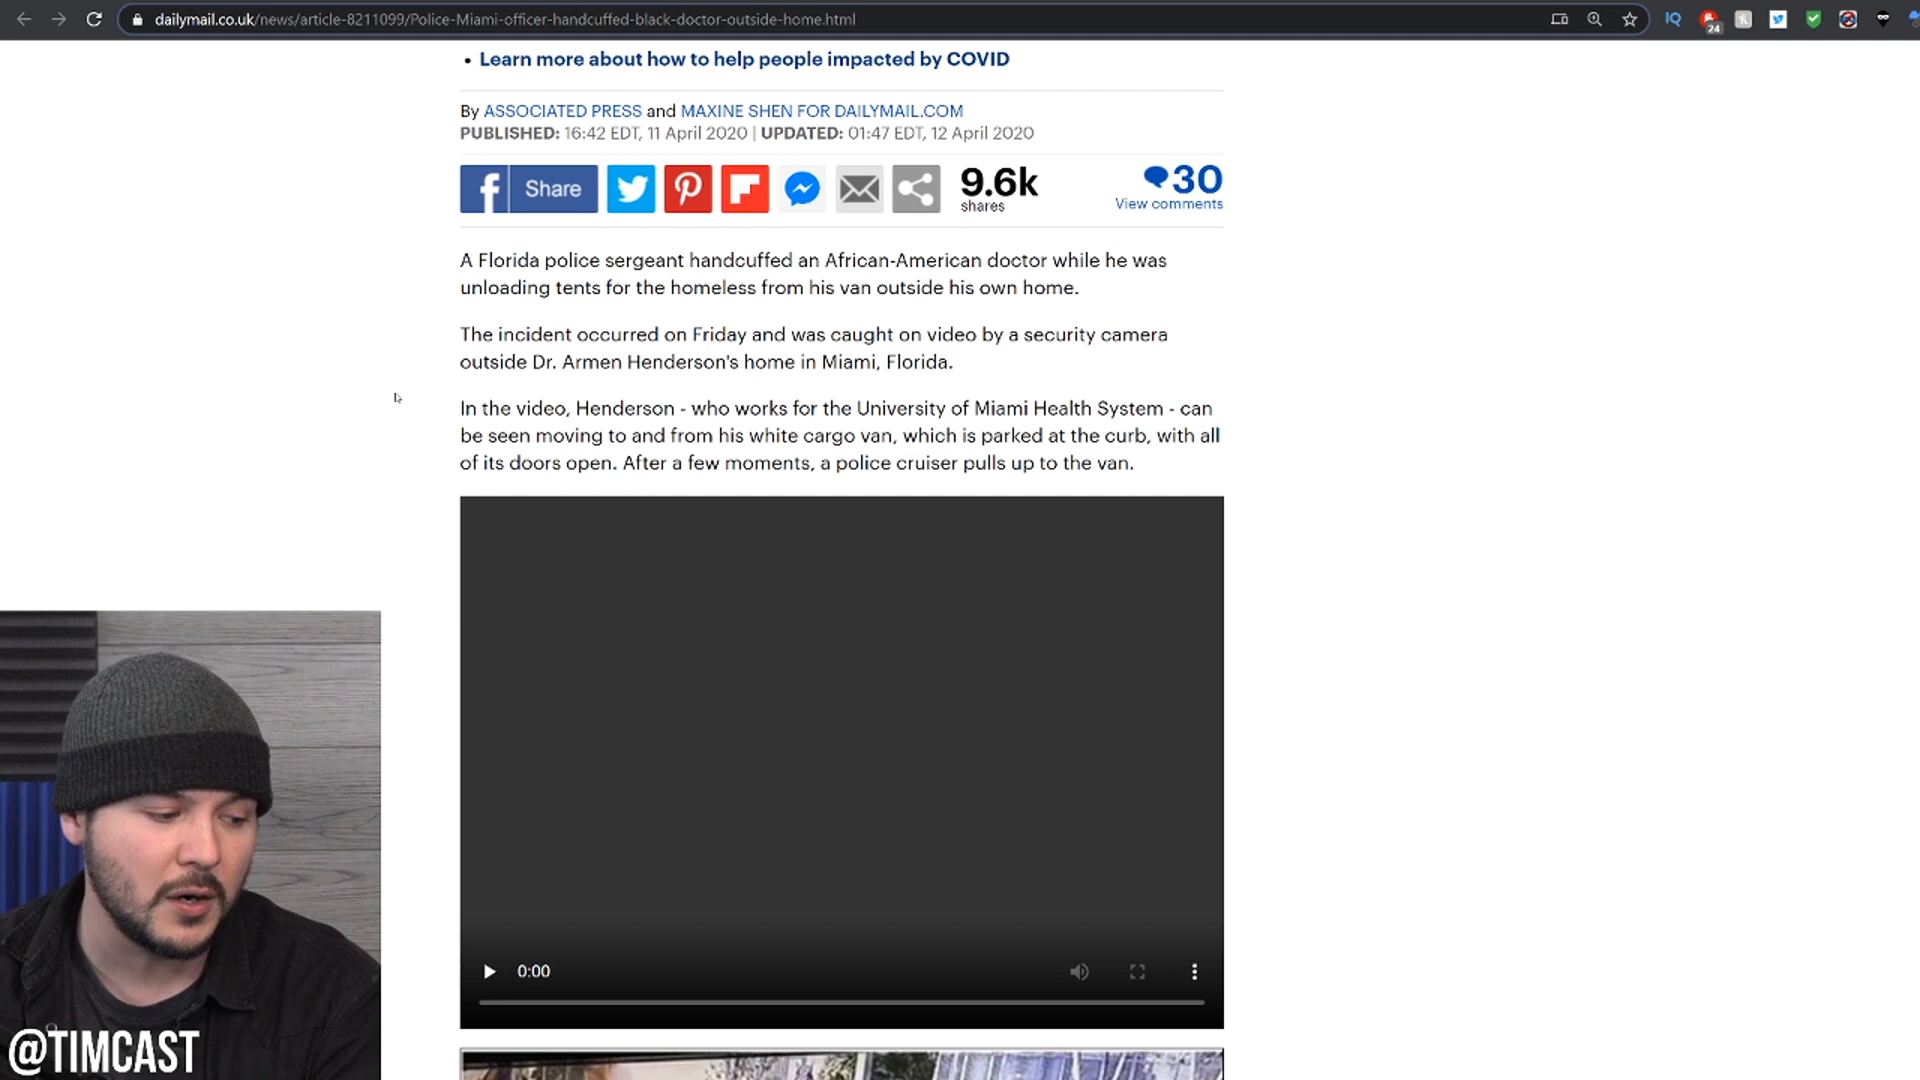 dailymail.co.uk/news/article-8211099/Police-Miami-officer-handcuffed-black-doctor-outside-home.html
IQ
24
• Learn more about how to help people impacted by COVID
By ASSOCIATED PRESS and MAXINE SHEN FOR DAILYMAIL.COM
PUBLISHED: 16:42 EDT, 11 April 2020 | UPDATED: 01:47 EDT, 12 April 2020
Share
9.6k
shares
30
View comments
A Florida police sergeant handcuffed an African-American doctor while he was
unloading tents for the homeless from his van outside his own home.
The incident occurred on Friday and was caught on video by a security camera
outside Dr. Armen Henderson's home in Miami, Florida.
In the video, Henderson - who works for the University of Miami Health System - can
be seen moving to and from his white cargo van, which is parked at the curb, with all
of its doors open. After a few moments, a police cruiser pulls up to the van.
0:00
@TIMCAST